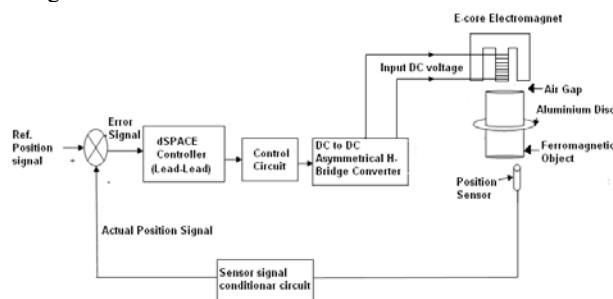 E-core Electromagnet
Input DC voltage
Air Gap
Aluminium Disc
Ref.
Position
signal
+
-
Error
Signal
dSPACE
Controller
(Lead-Lead)
Control
Circuit
DC to DC
Asymmetrical H-
Bridge Converter
Ferromagnetic
Object
Position
Sensor
Actual Position Signal
Sensor signal
conditionar circuit